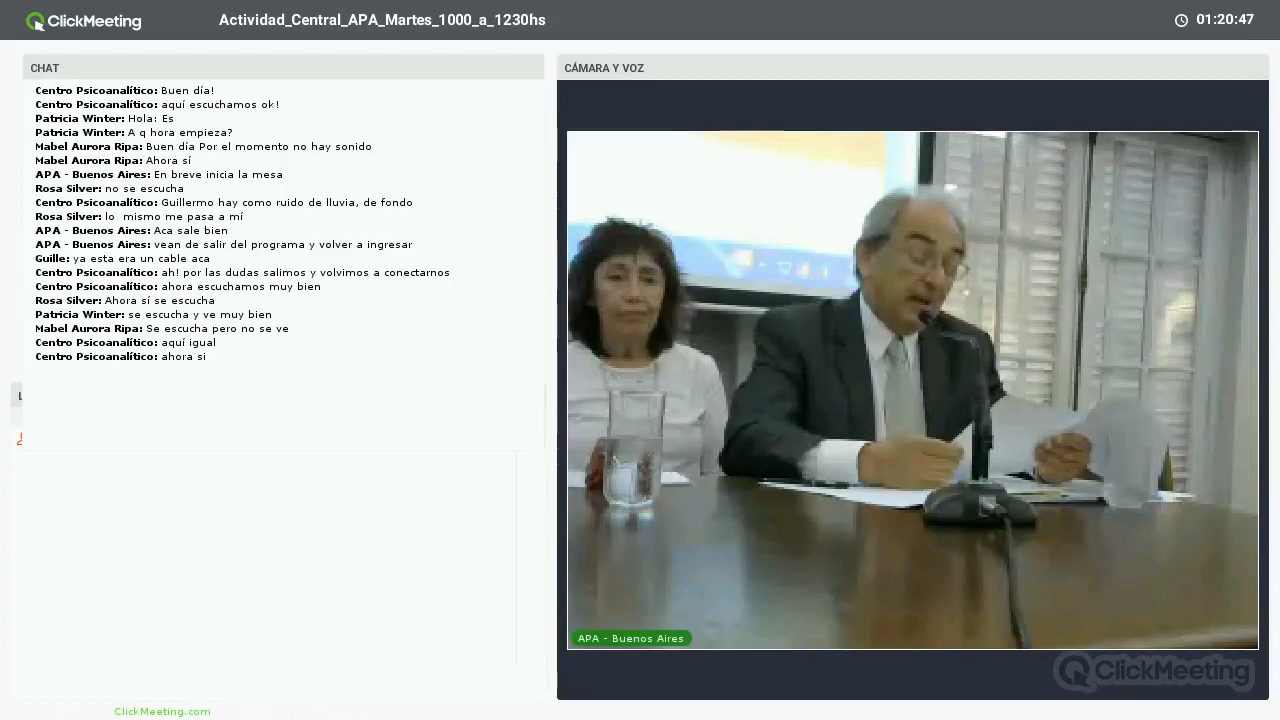 ClickMeeting
Actividad_Central_APA_Martes_1000_a_1230hs
01:20:47
CHAT
Centro Psicoanalítico: Buen día!
Centro Psicoanalítico: aquí escuchamos ok!
Patricia Winter: Hola: Es
Patricia Winter: A q hora empieza?
Mabel Aurora Ripa: Buen día Por el momento no hay sonido
Mabel Aurora Ripa: Ahora sí
APA - Buenos Aires: En breve inicia la mesa
Rosa Silver: no se escucha
Centro Psicoanalítico: Guillermo hay como ruido de lluvia, de fondo
Rosa Silver: lo mismo me pasa a mí
APA - Buenos Aires: Aca sale bien
APA - Buenos Aires: vean de salir del programa y volver a ingresar
Guille: ya esta era un cable aca
Centro Psicoanalítico: ah! por las dudas salimos y volvimos a conectarnos
Centro Psicoanalítico: ahora escuchamos muy bien
Rosa Silver: Ahora sí se escucha
Patricia Winter: se escucha y ve muy bien
Mabel Aurora Ripa: Se escucha pero no se ve
Centro Psicoanalítico: aquí igual
Centro Psicoanalítico: ahora si
CÁMARA Y VOZ
APA - Buenos Aires
ClickMeeting
ClickMeeting.com